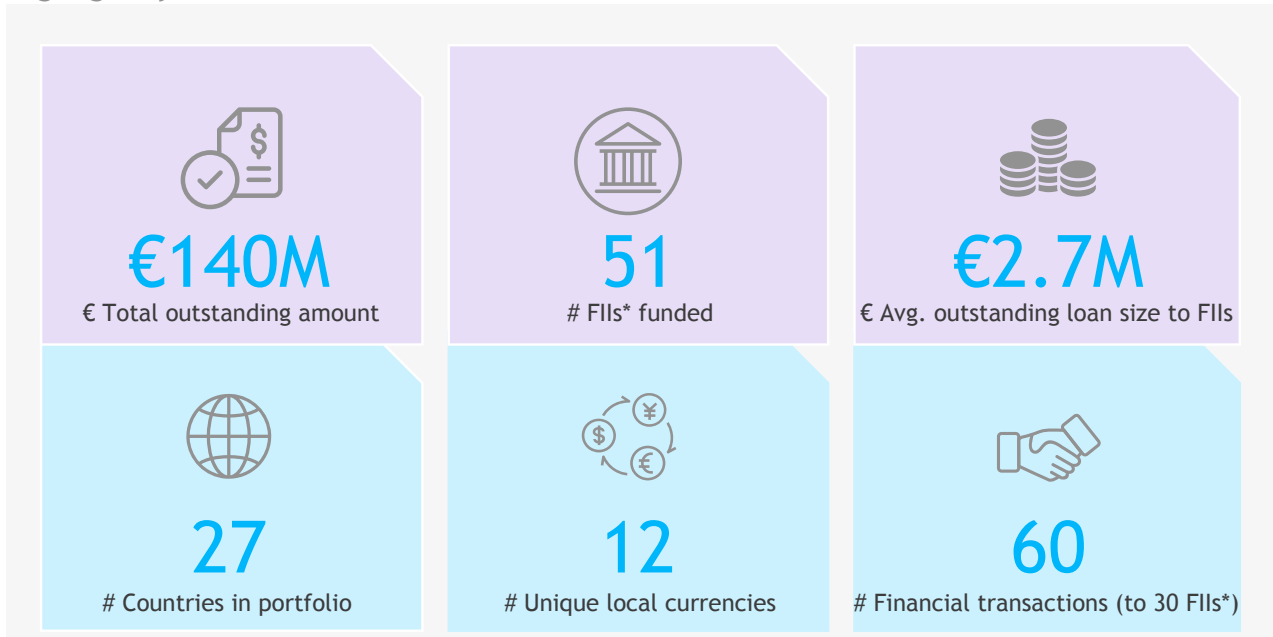 €140M
€ Total outstanding amount
51
# FIIs* funded
€2.7M
€ Avg. outstanding loan size to FIIs
27
# Countries in portfolio
12
# Unique local currencies
60
# Financial transactions (to 30 FIIs*)